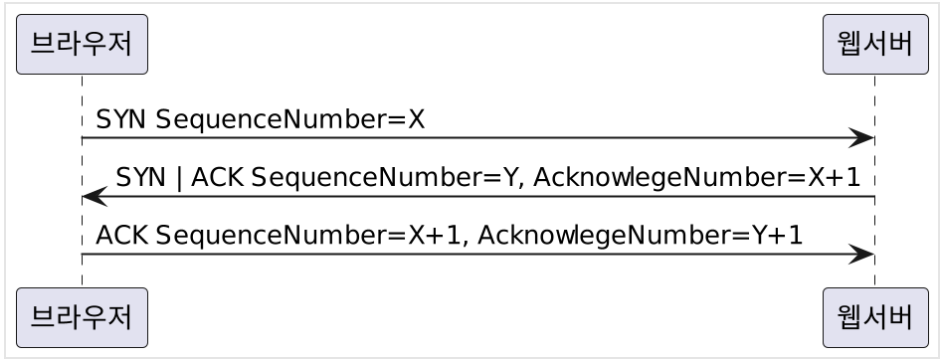 브라우저 웹서버
SYN SequenceNumber=X
SYN | ACK SequenceNumber=Y, AcknowlegeNumber=X+1
ACK SequenceNumber=X+1, AcknowlegeNumber=Y+1
브라우저 웹서버